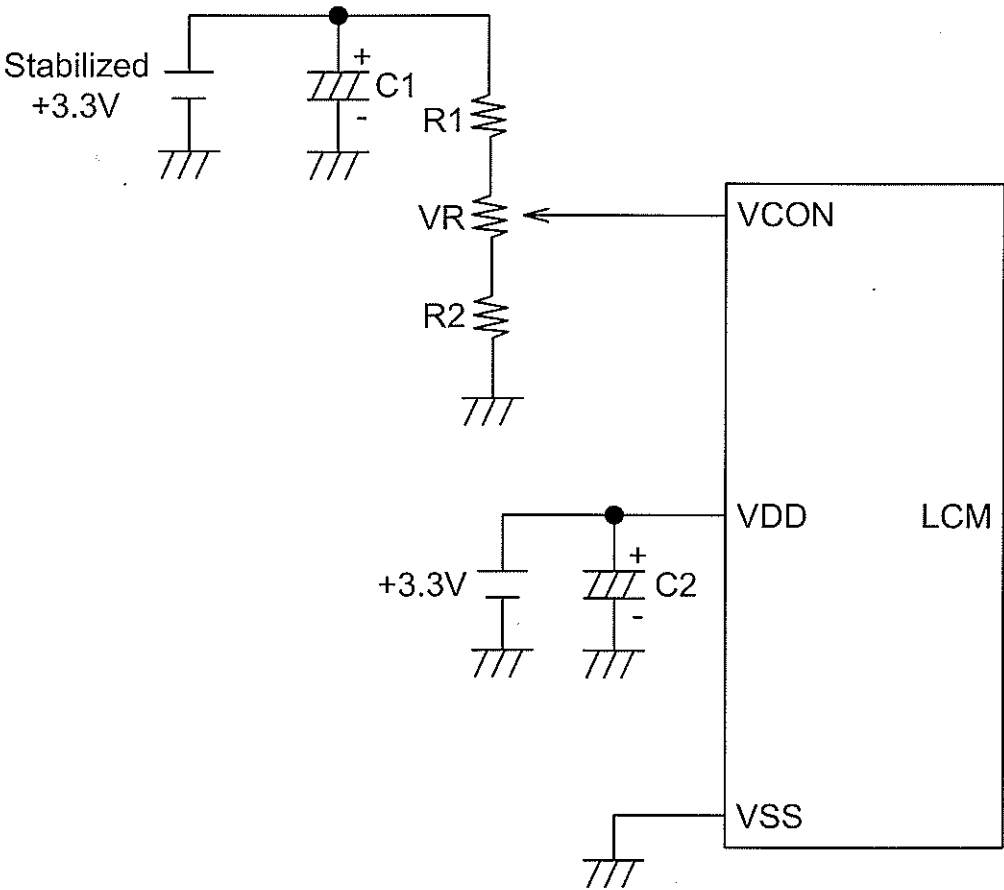 Stabilized
+3.3V
+
C1
-
R1
VR
VCON
R2
VDD
LCM
+3.3V
+
C2
-
VSS